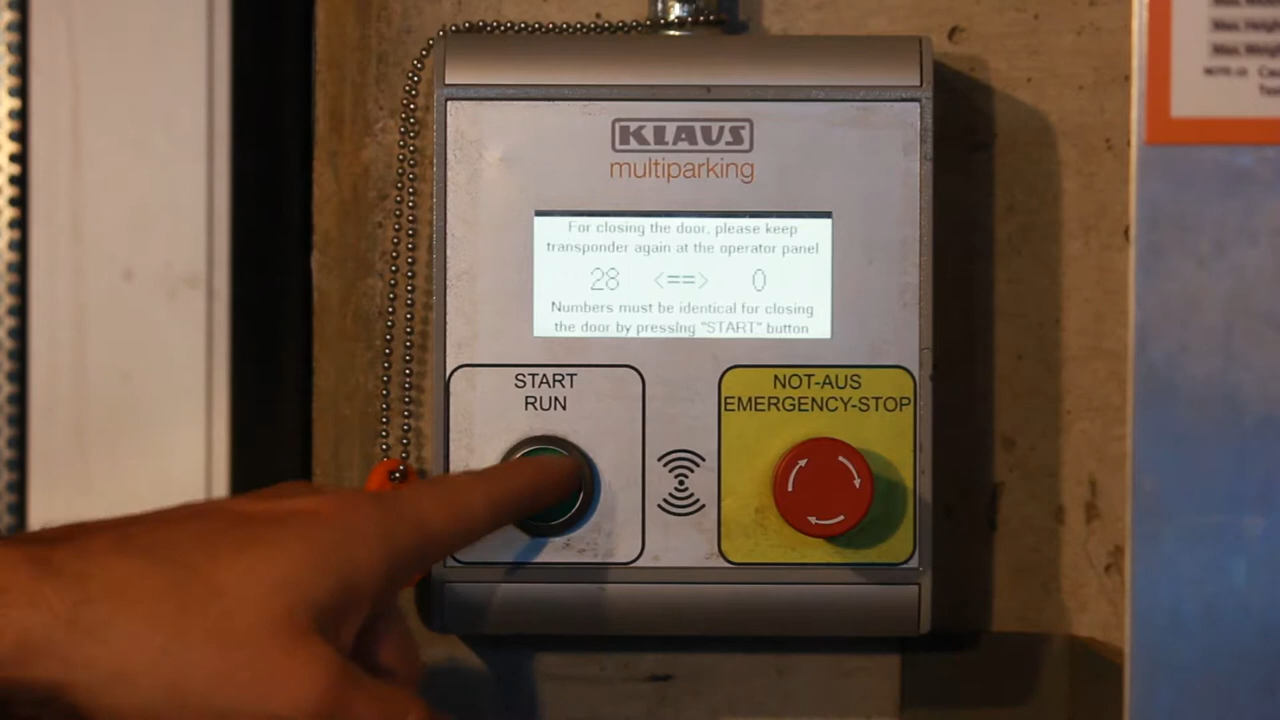 KLAUS
multiparking
For closing the door, please keep
transponder again at the operator panel
28 <==> 0
Numbers must be identical for closing
the door by pressing "START" button
START
RUN
NOT-AUS
EMERGENCY-STOP